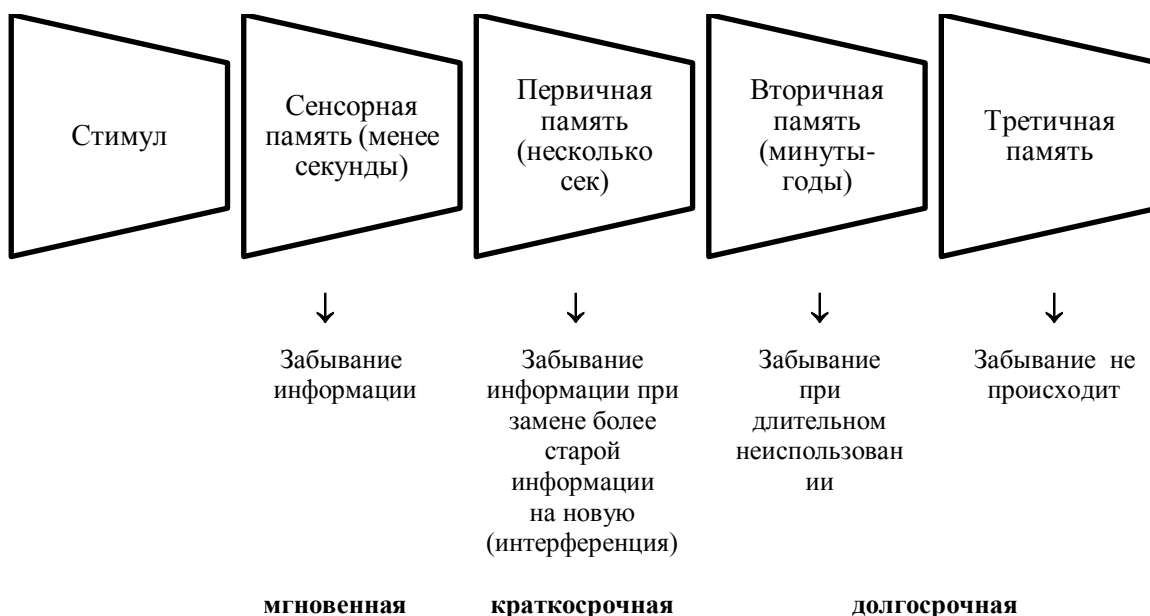 Стимул
Сенсорная
память (менее
секунды)
Первичная
память
(несколько
сек)
Вторичная
память
(минуты-
годы)
Третичная
память
Забывание
информации
Забывание
информации при
замене более
старой
информации
на новую
(интерференция)
Забывание
при
длительном
неиспользован
ии
Забывание не
происходит
мгновенная
краткосрочная
долгосрочная